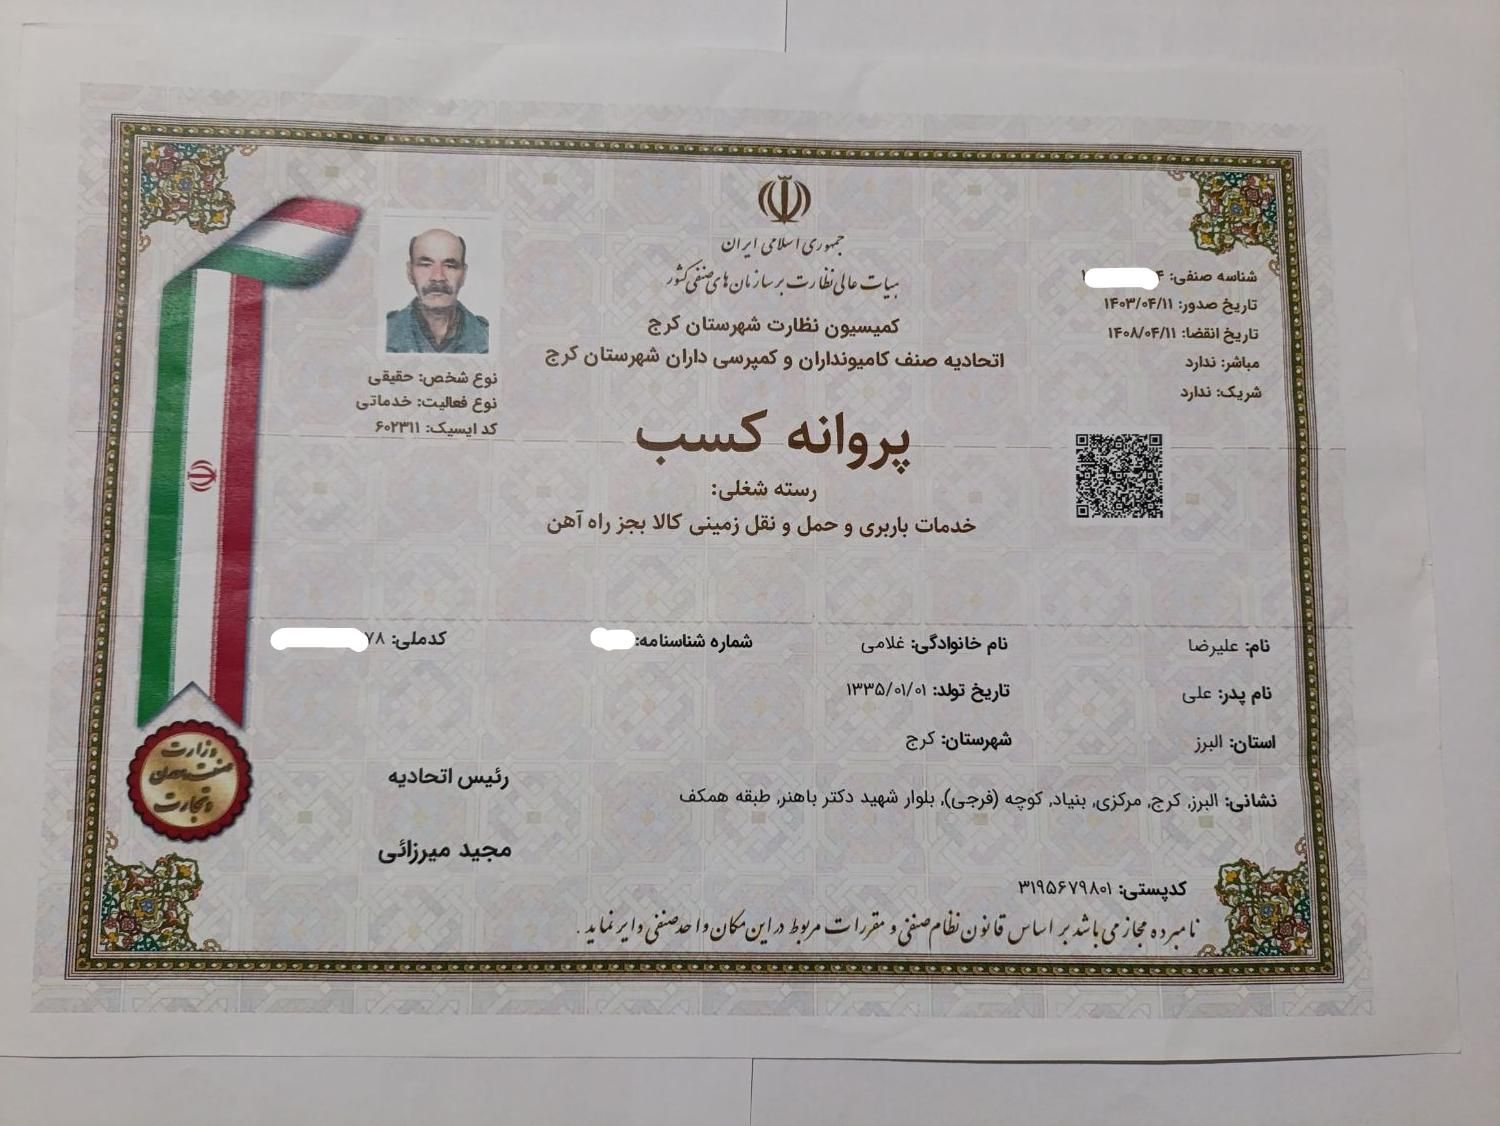 جمهوری اسلامی ایران
هیات عالی نظارت بر سازمان های صنفی کشور
کمیسیون نظارت شهرستان کرج
اتحادیه صنف کامیونداران و کمپرسی داران شهرستان کرج
شناسه صنفی:
تاریخ صدور: ۱۴۰۳/۰۴/۱۱
تاریخ انقضا: ۱۴۰۸/۰۴/۱۱
مباشر: ندارد
شریک: ندارد
نوع شخص: حقیقی
نوع فعالیت: خدماتی
کد ایسیک: ۶۰۲۳۱۱
پروانه کسب
رسته شغلی:
خدمات باربری و حمل و نقل زمینی کالا بجز راه آهن
نام: علیرضا نام خانوادگی: غلامی شماره شناسنامه: کدملی: ۷۸
نام پدر: علی تاریخ تولد: ۱۳۳۵/۰۱/۰۱
استان: البرز شهرستان: کرج
نشانی: البرز, کرج, مرکزی, بنیاد, کوچه (فرجی), بلوار شهید دکتر باهنر, طبقه همکف
کدپستی: ۳۱۹۵۶۷۹۸۰۱
نامبرده مجاز می باشد بر اساس قانون نظام صنفی و مقررات مربوط در این مکان واحد صنفی دایر نماید.
رئیس اتحادیه
مجید میرزائی
وزارت
صنعت، معدن
و تجارت